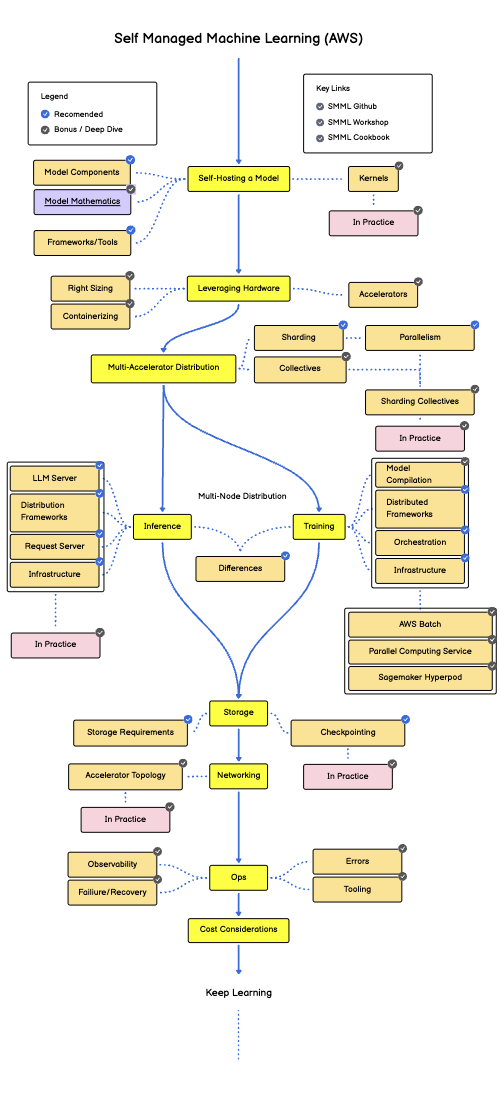 Self Managed Machine Learning (AWS)
Legend
Recomended
Bonus / Deep Dive
Key Links
SMML Github
SMML Workshop
SMML Cookbook
Model Components
Model Mathematics
Frameworks/Tools
Self-Hosting a Model
Kernels
In Practice
Right Sizing
Containerizing
Leveraging Hardware
Accelerators
Sharding
Parallelism
Multi-Accelerator Distribution
Collectives
Sharding Collectives
In Practice
LLM Server
Distribution
Frameworks
Request Server
Infrastructure
In Practice
Multi-Node Distribution
Inference
Training
Differences
Model
Compilation
Distributed
Frameworks
Orchestration
Infrastructure
AWS Batch
Parallel Computing Service
Sagemaker Hyperpod
Storage
Storage Requirements
Checkpointing
In Practice
Accelerator Topology
Networking
In Practice
Observability
Failiure/Recovery
Ops
Errors
Tooling
Cost Considerations
Keep Learning